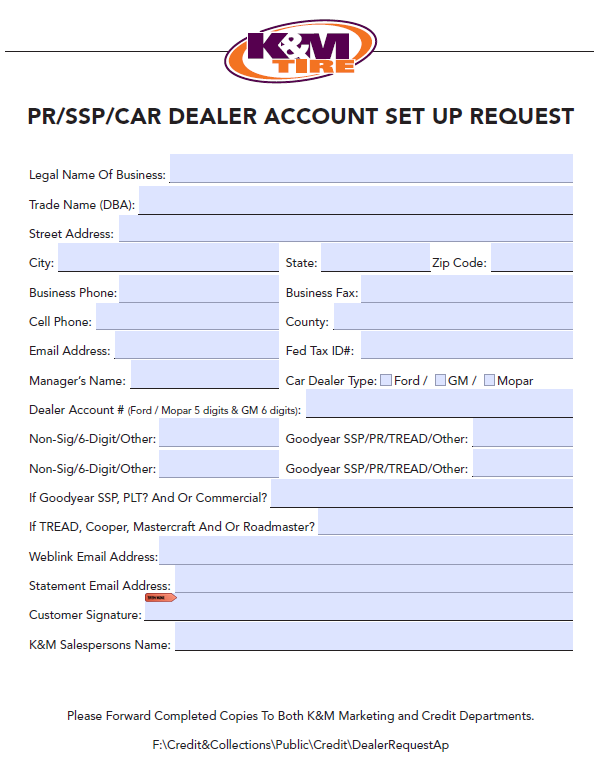 K&M
TIRE
PR/SSP/CAR DEALER ACCOUNT SET UP REQUEST
Legal Name Of Business:
Trade Name (DBA):
Street Address:
City: State: Zip Code:
Business Phone: Business Fax:
Cell Phone: County:
Email Address: Fed Tax ID#:
Manager's Name: Car Dealer Type: Ford / GM / Mopar
Dealer Account # (Ford / Mopar 5 digits & GM 6 digits):
Non-Sig/6-Digit/Other: Goodyear SSP/PR/TREAD/Other:
Non-Sig/6-Digit/Other: Goodyear SSP/PR/TREAD/Other:
If Goodyear SSP, PLT? And Or Commercial?
If TREAD, Cooper, Mastercraft And Or Roadmaster?
Weblink Email Address:
Statement Email Address:
Customer Signature:
K&M Salespersons Name:
Please Forward Completed Copies To Both K&M Marketing and Credit Departments.
F:\Credit&Collections\Public\Credit\DealerRequestAp